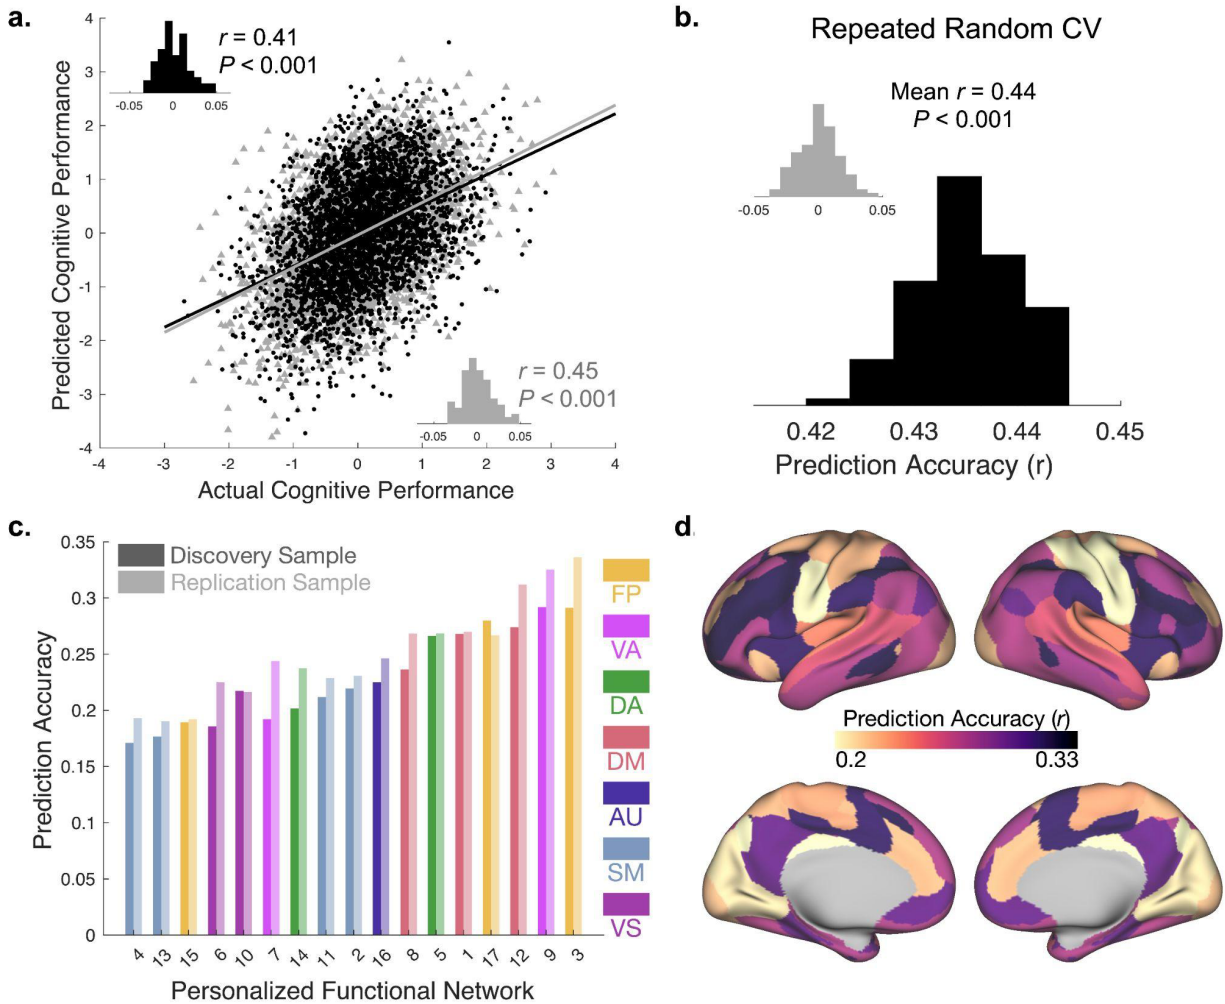 a.
4
3
2
1
0
-1
-2
-3
-4
-4
-3
-2
-1
0
1
2
3
4
Predicted Cognitive Performance
Actual Cognitive Performance
r = 0.41
P < 0.001
-0.05
0
0.05
r = 0.45
P < 0.001
-0.05
0
0.05
b.
Repeated Random CV
Mean r = 0.44
P < 0.001
-0.05
0
0.05
0.42
0.43
0.44
0.45
Prediction Accuracy (r)
c.
0.35
0.3
0.25
0.2
0.15
0.1
0.05
0
Prediction Accuracy
Discovery Sample
Replication Sample
FP
VA
DA
DM
AU
SM
VS
4
13
15
6
10
7
14
11
2
16
8
5
1
17
12
9
3
Personalized Functional Network
d.
Prediction Accuracy (r)
0.2
0.33